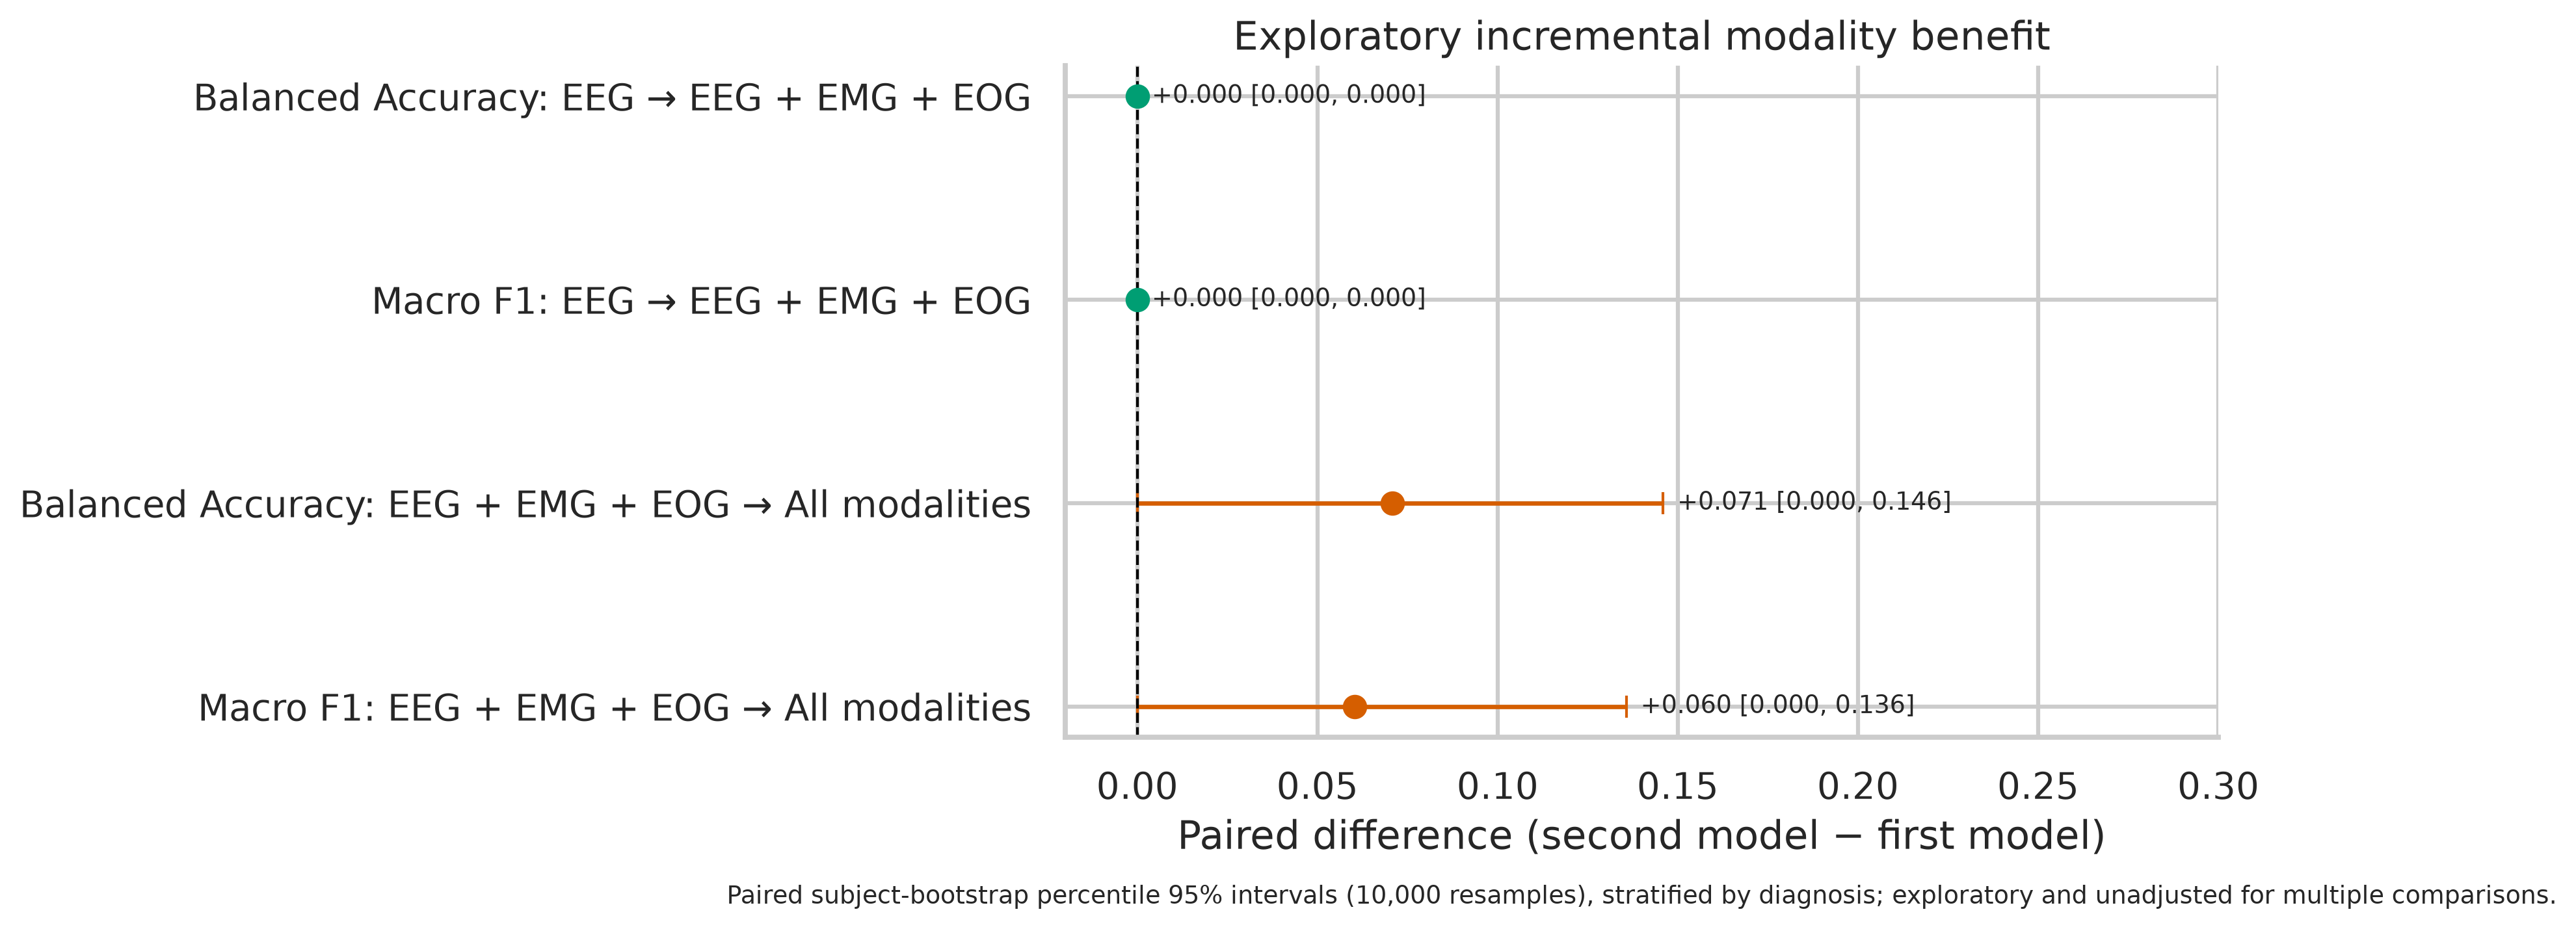 Exploratory incremental modality benefit
Balanced Accuracy: EEG → EEG + EMG + EOG
+0.000 [0.000, 0.000]
Macro F1: EEG → EEG + EMG + EOG
+0.000 [0.000, 0.000]
Balanced Accuracy: EEG + EMG + EOG → All modalities
+0.071 [0.000, 0.146]
Macro F1: EEG + EMG + EOG → All modalities
+0.060 [0.000, 0.136]
0.00 0.05 0.10 0.15 0.20 0.25 0.30
Paired difference (second model − first model)
Paired subject-bootstrap percentile 95% intervals (10,000 resamples), stratified by diagnosis; exploratory and unadjusted for multiple comparisons.